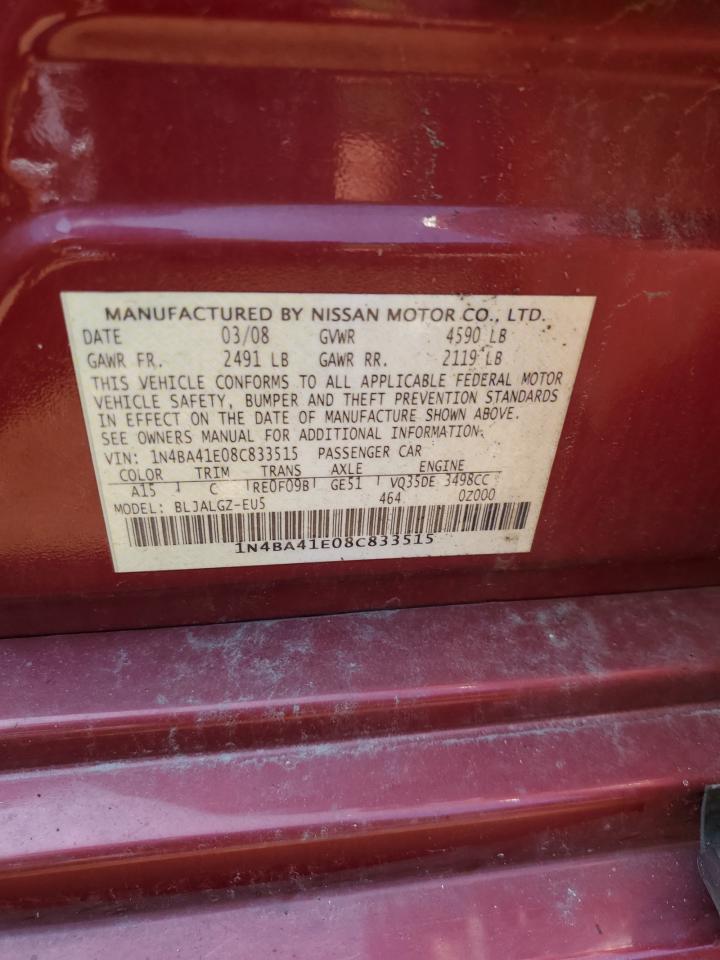 MANUFACTURED BY NISSAN MOTOR CO., LTD.
DATE 03/08 GVWR 4590 LB
GAWR FR. 2491 LB GAWR RR. 2119 LB
THIS VEHICLE CONFORMS TO ALL APPLICABLE FEDERAL MOTOR
VEHICLE SAFETY, BUMPER AND THEFT PREVENTION STANDARDS
IN EFFECT ON THE DATE OF MANUFACTURE SHOWN ABOVE.
SEE OWNERS MANUAL FOR ADDITIONAL INFORMATION.
VIN: 1N4BA41E08C833515 PASSENGER CAR
COLOR TRIM TRANS AXLE ENGINE
A15 C RE0F09B GE51 VQ35DE 3498CC
MODEL: BLJALGZ-EU5 464 0Z000
1N4BA41E08C833515